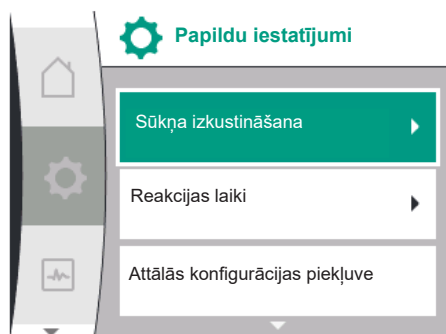 Papildu iestatījumi
Sūkņa izkustināšana
Reakcijas laiki
Attālās konfigurācijas piekļuve